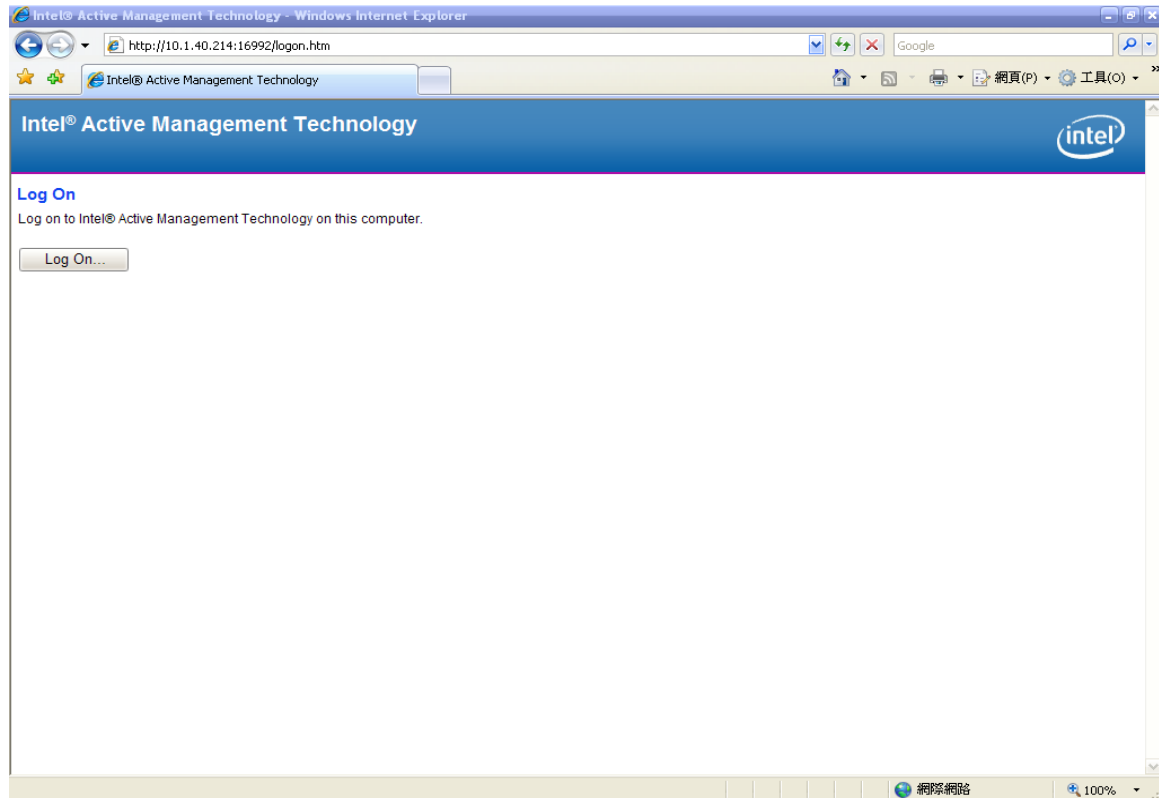 Intel® Active Management Technology - Windows Internet Explorer
http://10.1.40.214:16992/logon.htm
Google
Intel® Active Management Technology
網頁(P)
工具(O)
Intel® Active Management Technology
intel
Log On
Log on to Intel® Active Management Technology on this computer.
Log On...
網際網路
100%